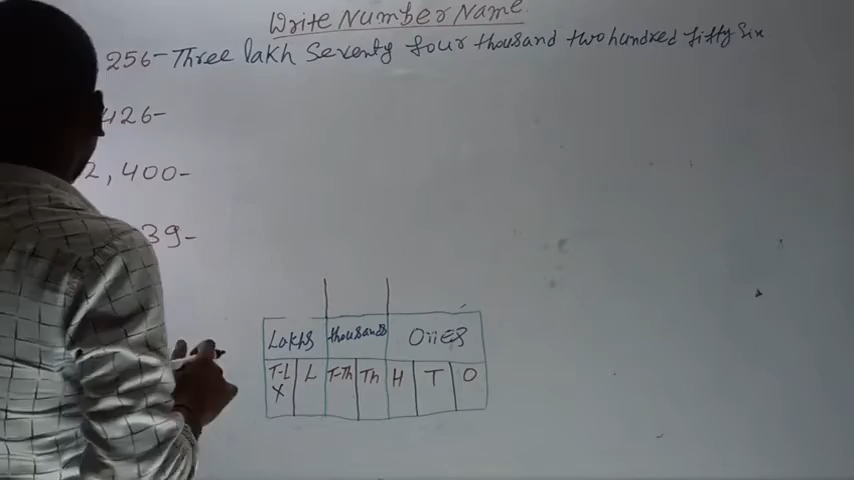 Write Number Name
256-Three lakh Seventy four thousand two hundred fifty Six
426-
2,400-
39-
Lakhs thousands Ones
T-L L T-Th Th H T O
X